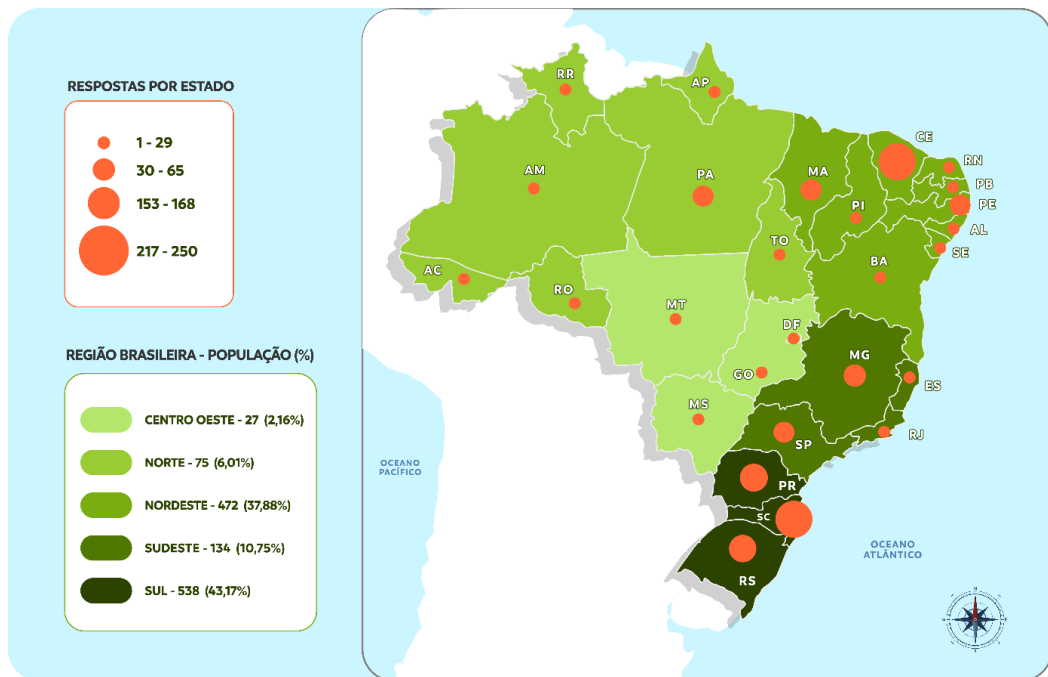 RESPOSTAS POR ESTADO
1 - 29
30 - 65
153 - 168
217 - 250
REGIÃO BRASILEIRA - POPULAÇÃO (%)
CENTRO OESTE - 27 (2,16%)
NORTE - 75 (6,01%)
NORDESTE - 472 (37,88%)
SUDESTE - 134 (10,75%)
SUL - 538 (43,17%)
RR
AP
AM
PA
MA
CE
RN
PB
PE
PI
AL
SE
TO
BA
AC
RO
MT
DF
GO
MG
ES
MS
SP
RJ
PR
SC
RS
OCEANO
PACÍFICO
OCEANO
ATLÂNTICO